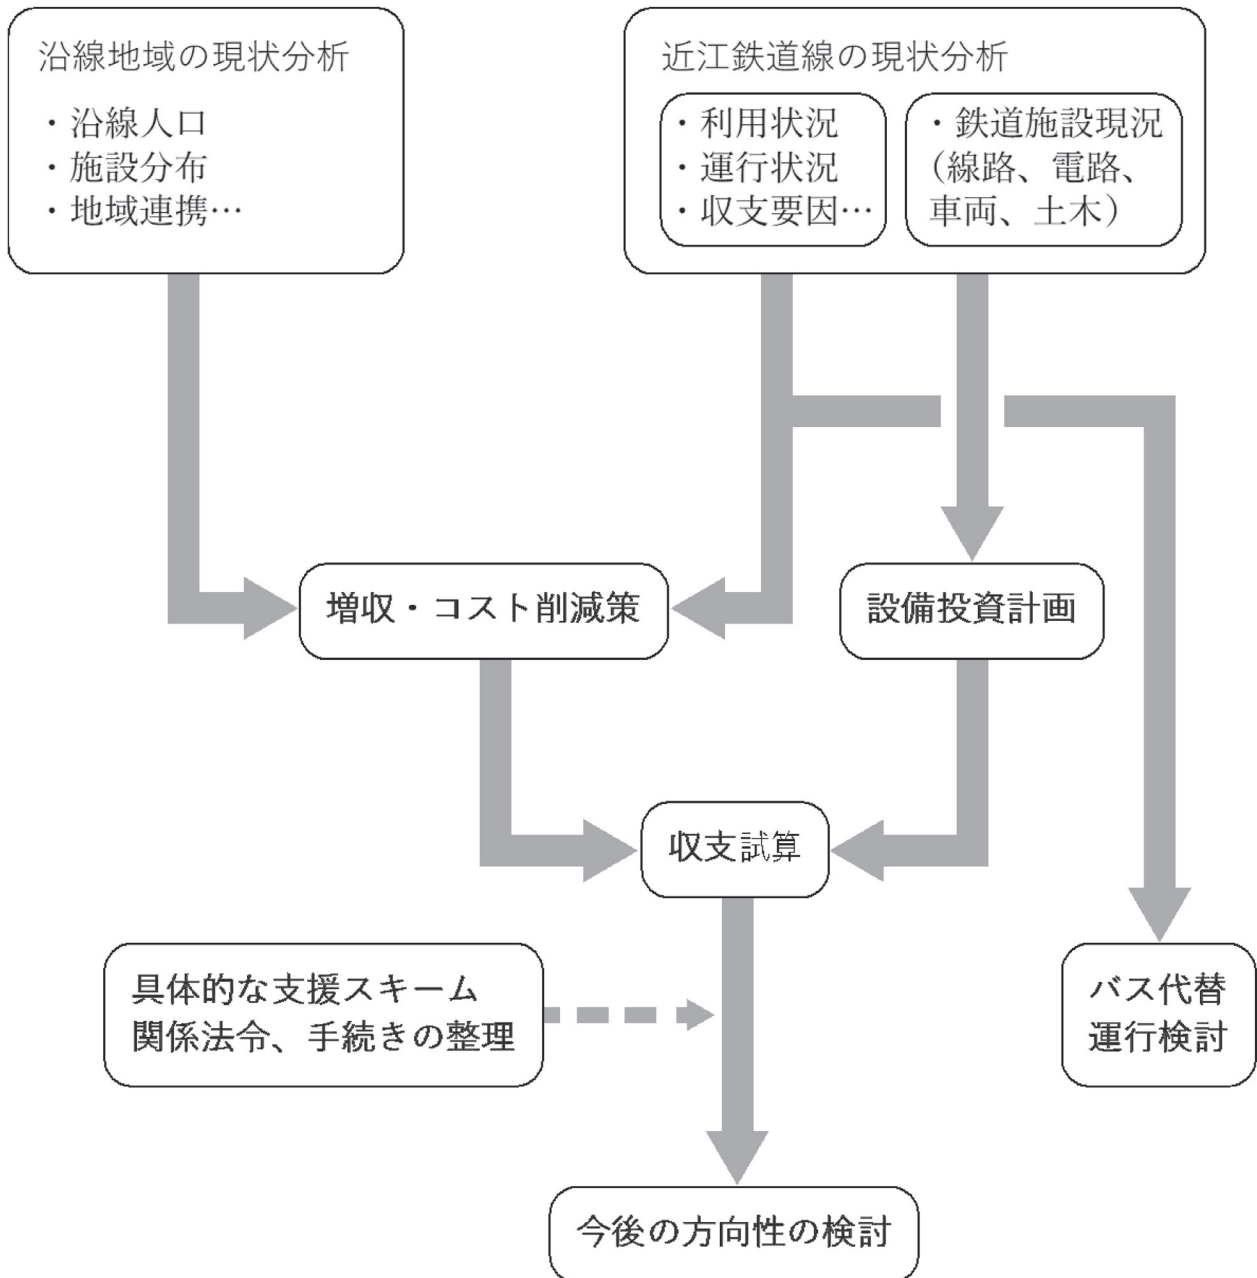 沿線地域の現状分析
・沿線人口
・施設分布
・地域連携…
近江鉄道線の現状分析
・利用状況
・運行状況
・収支要因…
・鉄道施設現況
(線路、電路、
車両、土木)
増収・コスト削減策
設備投資計画
収支試算
具体的な支援スキーム
関係法令、手続きの整理
バス代替
運行検討
今後の方向性の検討